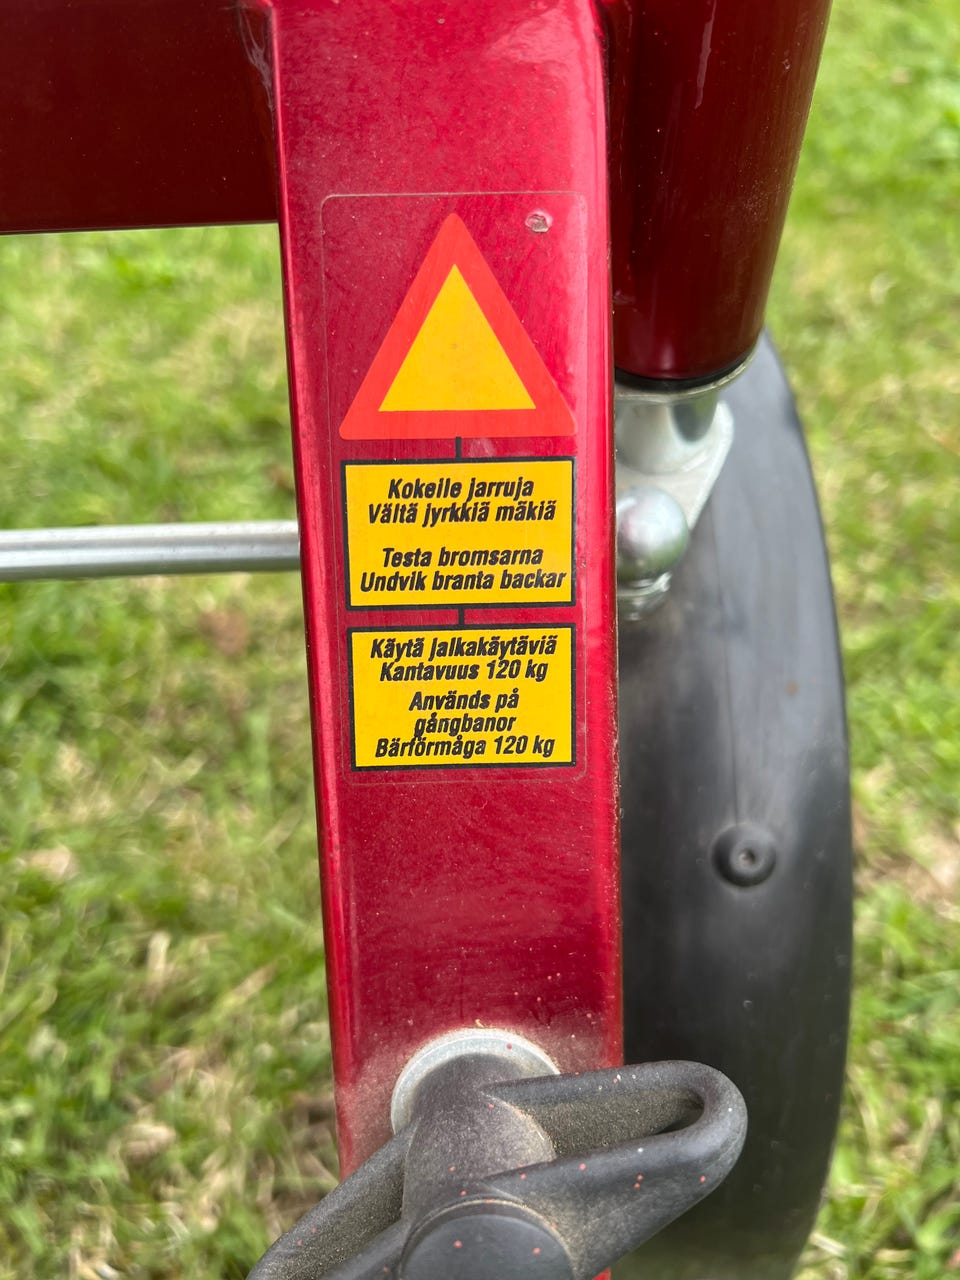 Kokeile jarruja
Vältä jyrkkiä mäkiä
Testa bromsarna
Undvik branta backar
Käytä jalkakäytäviä
Kantavuus 120 kg
Används på
gångbanor
Bärförmåga 120 kg